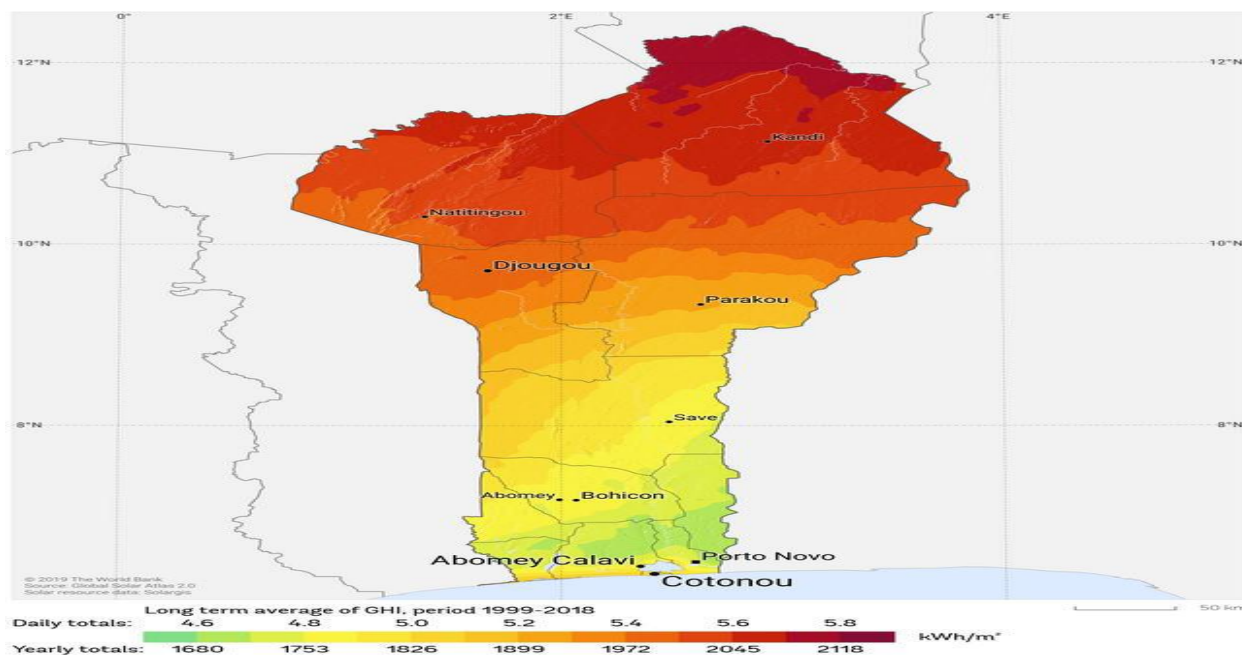 0° 2°E 4°E
12°N 12°N
Kandi
Natitingou
10°N 10°N
Djougou
Parakou
Save
8°N 8°N
Abomey Bohicon
Abomey Calavi Porto Novo
Cotonou
© 2019 The World Bank
Source: Global Solar Atlas 2.0
Solar resource data: Solargis
Long term average of GHI, period 1999-2018
50 km
Daily totals: 4.6 4.8 5.0 5.2 5.4 5.6 5.8
kWh/m²
Yearly totals: 1680 1753 1826 1899 1972 2045 2118